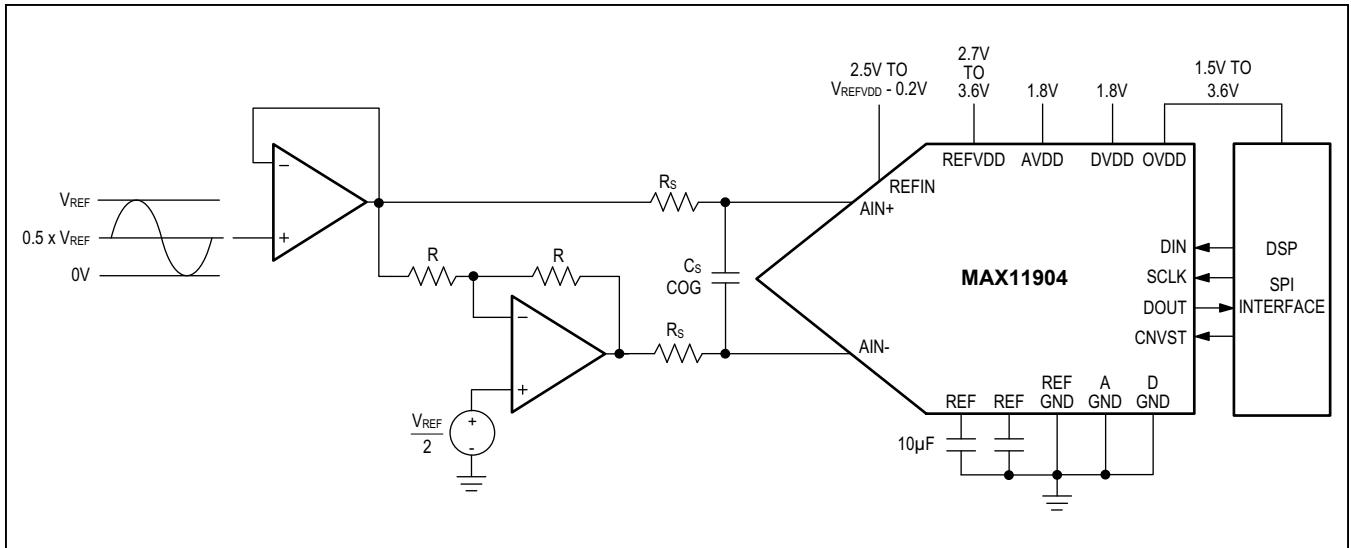 2.5V TO
VREFVDD - 0.2V
2.7V
TO
3.6V
1.8V
1.8V
1.5V TO
3.6V
REFVDD
AVDD
DVDD
OVDD
REFIN
AIN+
−
+
VREF
0.5 x VREF
0V
RS
R
R
CS
COG
MAX11904
DIN
SCLK
DOUT
CNVST
DSP
SPI
INTERFACE
−
+
RS
AIN-
VREF
2
+
-
REF
REF
REF
GND
A
GND
D
GND
10µF